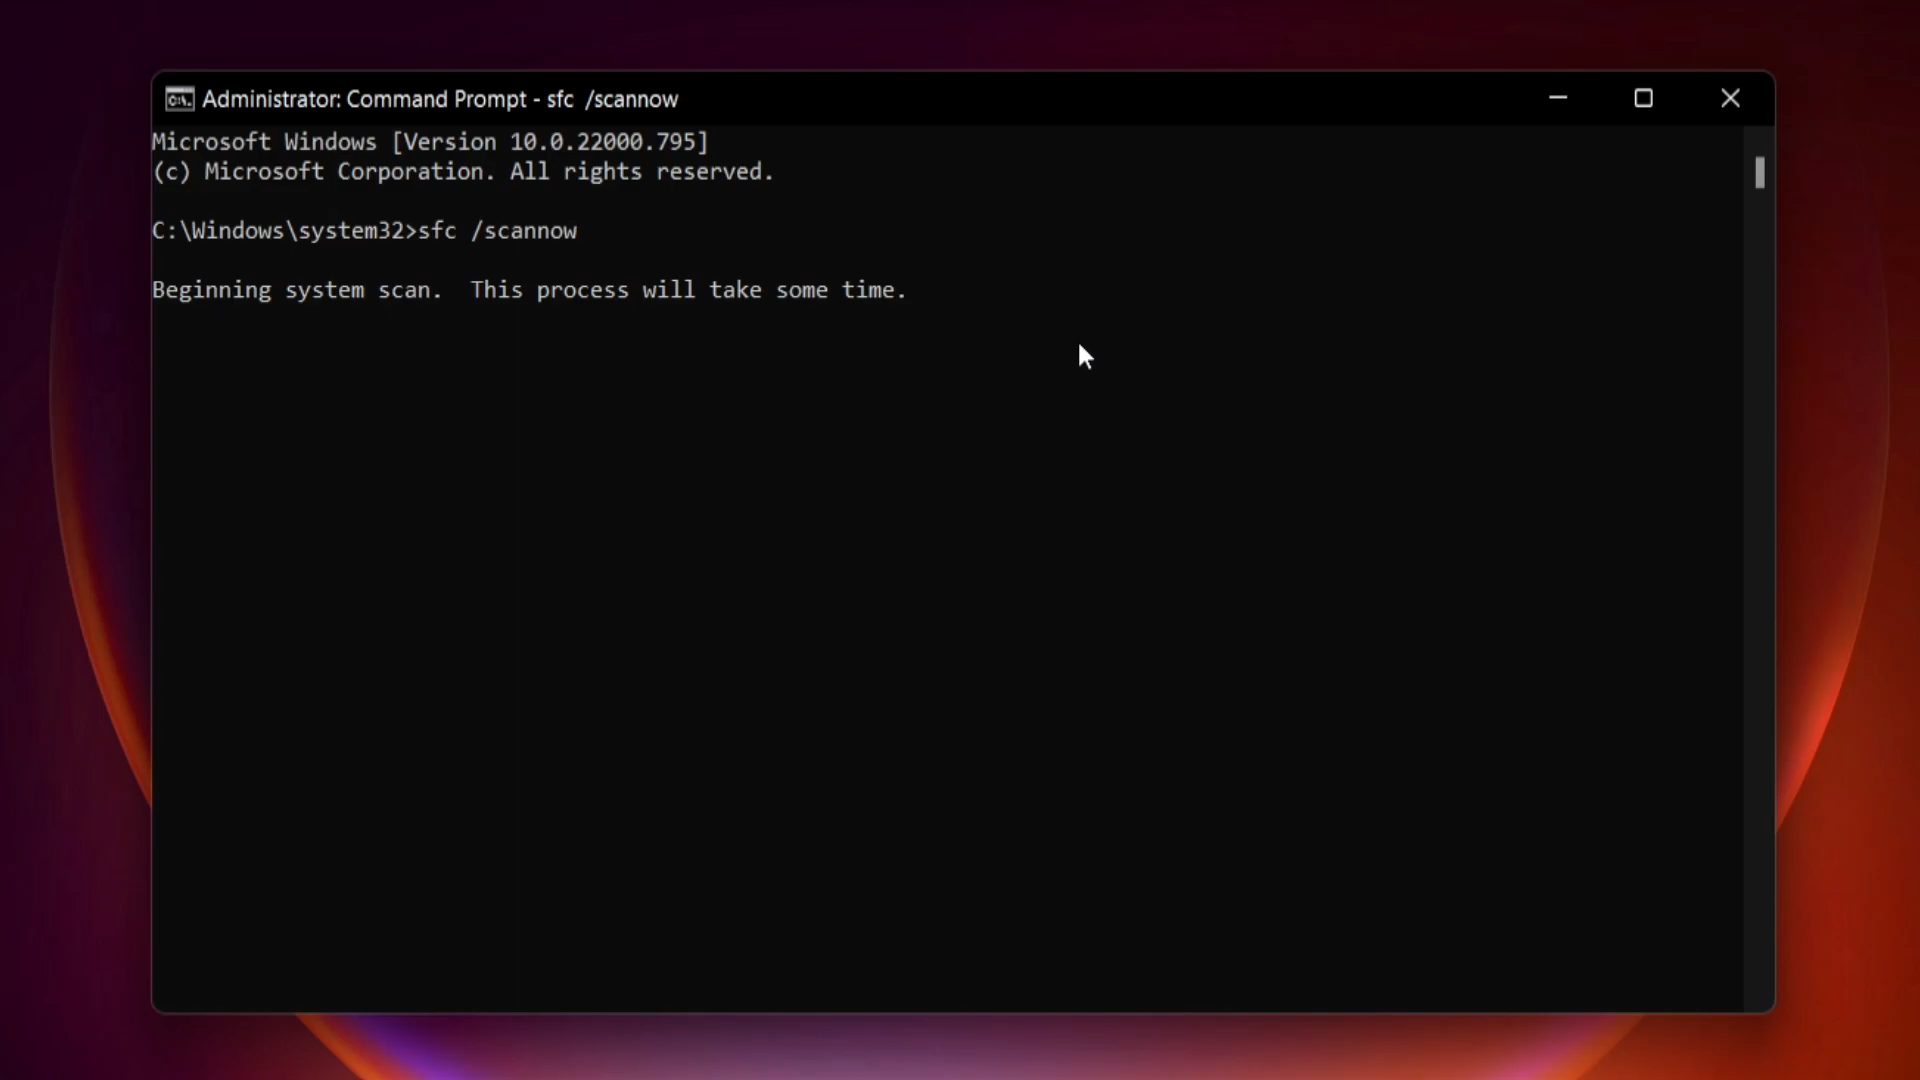 Administrator: Command Prompt - sfc  /scannow
Microsoft Windows [Version 10.0.22000.795]
(c) Microsoft Corporation. All rights reserved.
C:\Windows\system32>sfc /scannow
Beginning system scan.  This process will take some time.